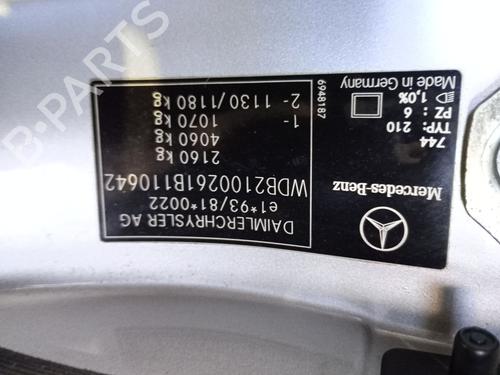 DAIMLERCHRYSLER AG
e1*93/81*0022
WDB2100261B110642
2160 kg
4060 kg
1- 1070 kg
2- 1130/1180 kg
Mercedes-Benz
744
TYP: 210
PZ : 6
1,0%
Made in Germany
6948187
B-PARTS